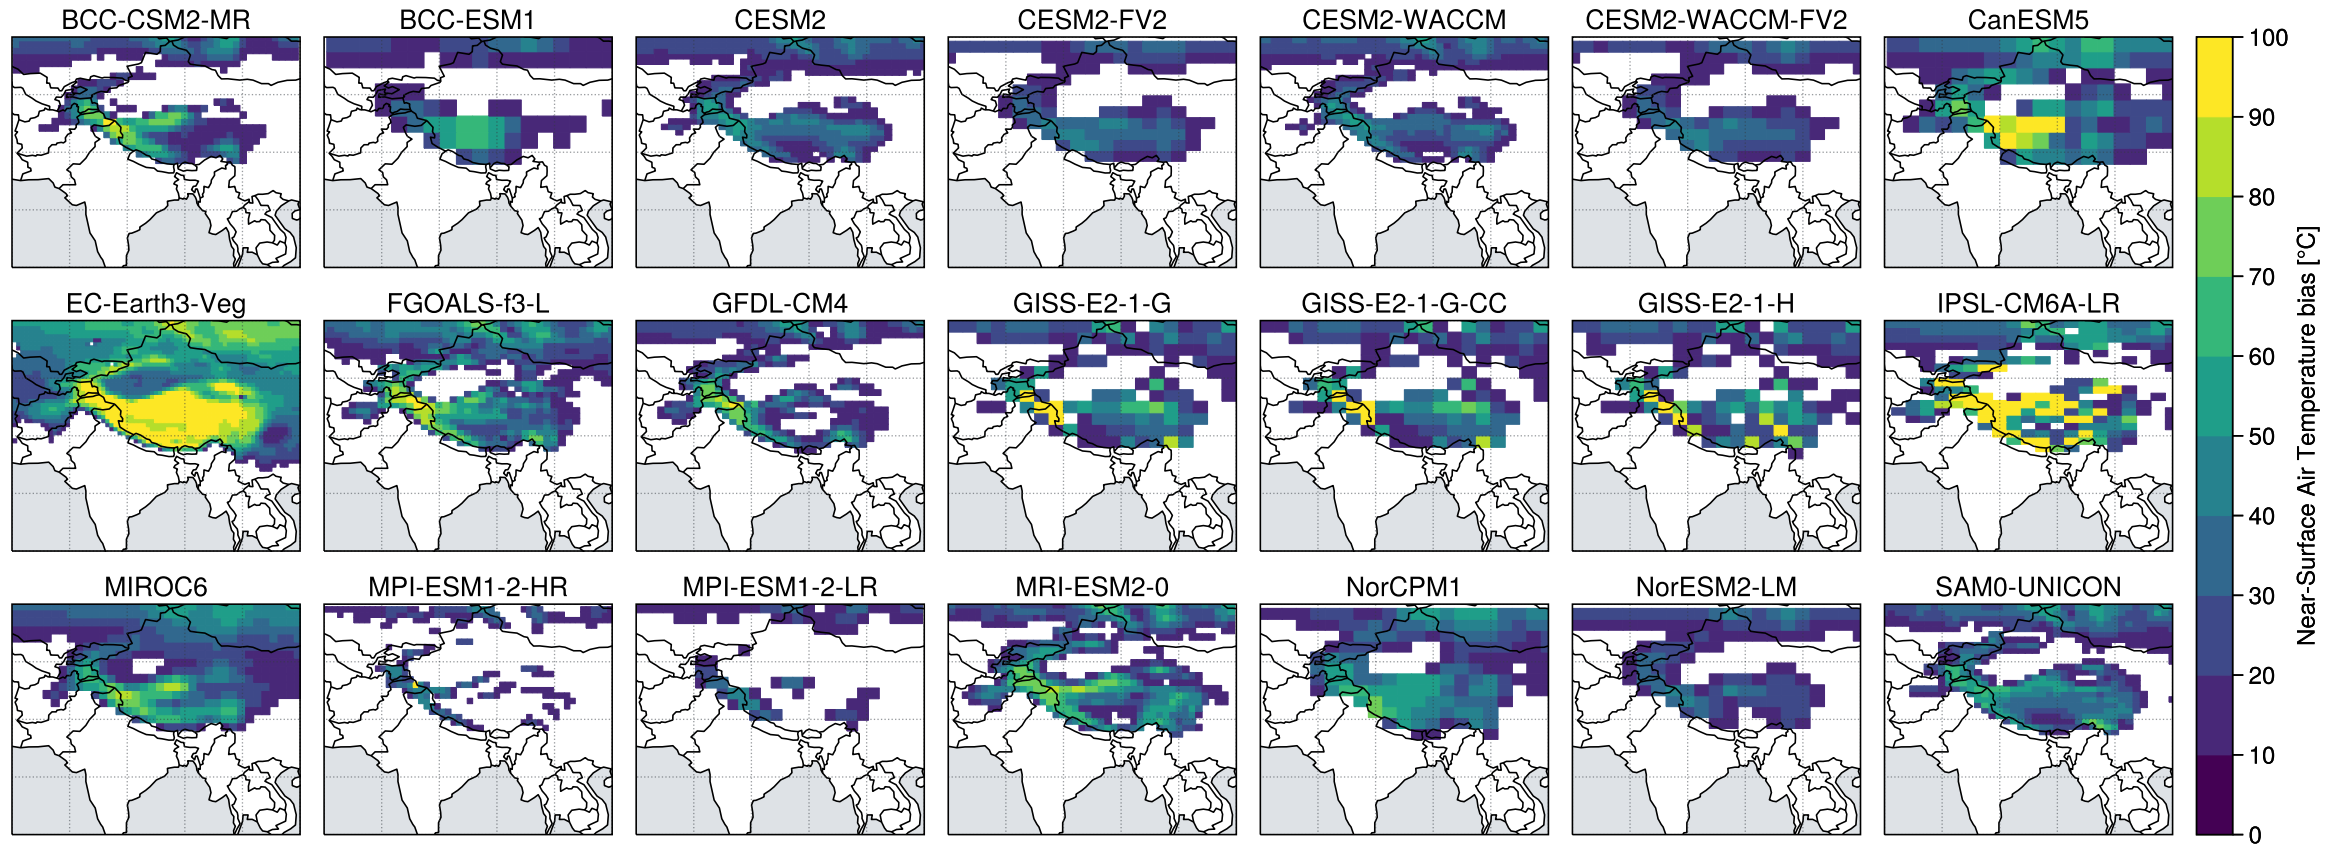 BCC-CSM2-MR
BCC-ESM1
CESM2
CESM2-FV2
CESM2-WACCM
CESM2-WACCM-FV2
CanESM5
EC-Earth3-Veg
FGOALS-f3-L
GFDL-CM4
GISS-E2-1-G
GISS-E2-1-G-CC
GISS-E2-1-H
IPSL-CM6A-LR
MIROC6
MPI-ESM1-2-HR
MPI-ESM1-2-LR
MRI-ESM2-0
NorCPM1
NorESM2-LM
SAM0-UNICON
100
90
80
70
60
50
40
30
20
10
0
Near-Surface Air Temperature bias [°C]